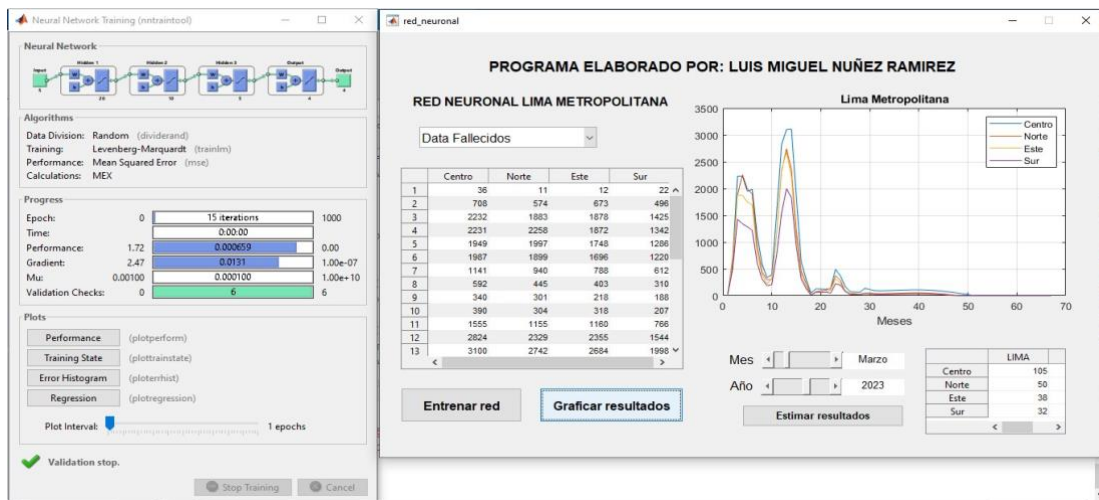 Neural Network Training (nntraintool)
Neural Network
Input
Hidden 1
Hidden 2
Hidden 3
Output
Output
W
b
5
20
10
5
4
4
Algorithms
Data Division: Random (dividerand)
Training: Levenberg-Marquardt (trainlm)
Performance: Mean Squared Error (mse)
Calculations: MEX
Progress
Epoch: 0 15 iterations 1000
Time: 0:00:00
Performance: 1.72 0.000659 0.00
Gradient: 2.47 0.0131 1.00e-07
Mu: 0.00100 0.000100 1.00e+10
Validation Checks: 0 6 6
Plots
Performance (plotperform)
Training State (plottrainstate)
Error Histogram (ploterrhist)
Regression (plotregression)
Plot Interval: 1 epochs
Validation stop.
Stop Training Cancel
red_neuronal
PROGRAMA ELABORADO POR: LUIS MIGUEL NUÑEZ RAMIREZ
RED NEURONAL LIMA METROPOLITANA
Data Fallecidos
Centro Norte Este Sur
1 36 11 12 22
2 708 574 673 496
3 2232 1883 1878 1425
4 2231 2258 1872 1342
5 1949 1997 1748 1286
6 1987 1899 1696 1220
7 1141 940 788 612
8 592 445 403 310
9 340 301 218 188
10 390 304 318 207
11 1555 1155 1160 766
12 2824 2329 2355 1544
13 3100 2742 2684 1998
Entrenar red
Graficar resultados
Lima Metropolitana
3500
3000
2500
2000
1500
1000
500
0
0 10 20 30 40 50 60 70
Meses
Centro
Norte
Este
Sur
Mes Marzo
Año 2023
Estimar resultados
LIMA
Centro 105
Norte 50
Este 38
Sur 32